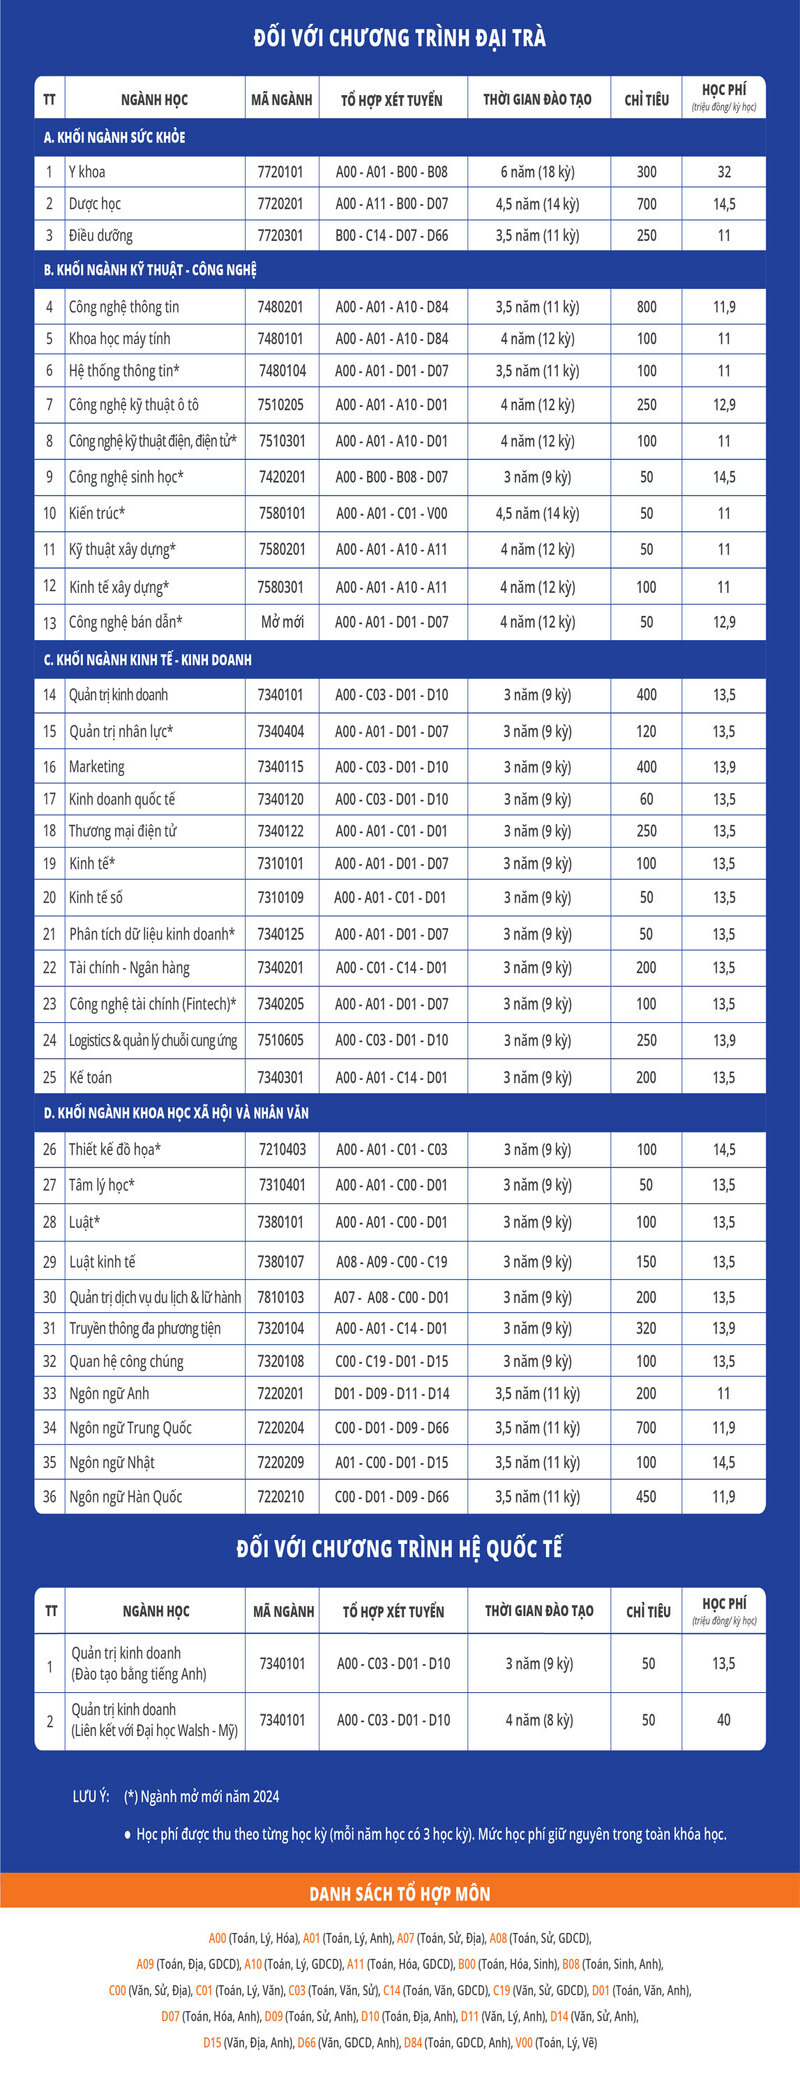 ĐỐI VỚI CHƯƠNG TRÌNH ĐẠI TRÀ
TT NGÀNH HỌC MÃ NGÀNH TỔ HỢP XÉT TUYỂN THỜI GIAN ĐÀO TẠO CHỈ TIÊU HỌC PHÍ (triệu đồng/ kỳ học)
A. KHỐI NGÀNH SỨC KHỎE
1 Y khoa 7720101 A00 - A01 - B00 - B08 6 năm (18 kỳ) 300 32
2 Dược học 7720201 A00 - A11 - B00 - D07 4,5 năm (14 kỳ) 700 14,5
3 Điều dưỡng 7720301 B00 - C14 - D07 - D66 3,5 năm (11 kỳ) 250 11
B. KHỐI NGÀNH KỸ THUẬT - CÔNG NGHỆ
4 Công nghệ thông tin 7480201 A00 - A01 - A10 - D84 3,5 năm (11 kỳ) 800 11,9
5 Khoa học máy tính 7480101 A00 - A01 - A10 - D84 4 năm (12 kỳ) 100 11
6 Hệ thống thông tin* 7480104 A00 - A01 - D01 - D07 3,5 năm (11 kỳ) 100 11
7 Công nghệ kỹ thuật ô tô 7510205 A00 - A01 - A10 - D01 4 năm (12 kỳ) 250 12,9
8 Công nghệ kỹ thuật điện, điện tử* 7510301 A00 - A01 - A10 - D01 4 năm (12 kỳ) 100 11
9 Công nghệ sinh học* 7420201 A00 - B00 - B08 - D07 3 năm (9 kỳ) 50 14,5
10 Kiến trúc* 7580101 A00 - A01 - C01 - V00 4,5 năm (14 kỳ) 50 11
11 Kỹ thuật xây dựng* 7580201 A00 - A01 - A10 - A11 4 năm (12 kỳ) 50 11
12 Kinh tế xây dựng* 7580301 A00 - A01 - A10 - A11 4 năm (12 kỳ) 100 11
13 Công nghệ bán dẫn* Mở mới A00 - A01 - D01 - D07 4 năm (12 kỳ) 50 12,9
C. KHỐI NGÀNH KINH TẾ - KINH DOANH
14 Quản trị kinh doanh 7340101 A00 - C03 - D01 - D10 3 năm (9 kỳ) 400 13,5
15 Quản trị nhân lực* 7340404 A00 - A01 - D01 - D07 3 năm (9 kỳ) 120 13,5
16 Marketing 7340115 A00 - C03 - D01 - D10 3 năm (9 kỳ) 400 13,9
17 Kinh doanh quốc tế 7340120 A00 - C03 - D01 - D10 3 năm (9 kỳ) 60 13,5
18 Thương mại điện tử 7340122 A00 - A01 - C01 - D01 3 năm (9 kỳ) 250 13,5
19 Kinh tế* 7310101 A00 - A01 - D01 - D07 3 năm (9 kỳ) 100 13,5
20 Kinh tế số 7310109 A00 - A01 - C01 - D01 3 năm (9 kỳ) 50 13,5
21 Phân tích dữ liệu kinh doanh* 7340125 A00 - A01 - D01 - D07 3 năm (9 kỳ) 50 13,5
22 Tài chính - Ngân hàng 7340201 A00 - C01 - C14 - D01 3 năm (9 kỳ) 200 13,5
23 Công nghệ tài chính (Fintech)* 7340205 A00 - A01 - D01 - D07 3 năm (9 kỳ) 100 13,5
24 Logistics & quản lý chuỗi cung ứng 7510605 A00 - C03 - D01 - D10 3 năm (9 kỳ) 250 13,9
25 Kế toán 7340301 A00 - A01 - C14 - D01 3 năm (9 kỳ) 200 13,5
D. KHỐI NGÀNH KHOA HỌC XÃ HỘI VÀ NHÂN VĂN
26 Thiết kế đồ họa* 7210403 A00 - A01 - C01 - C03 3 năm (9 kỳ) 100 14,5
27 Tâm lý học* 7310401 A00 - A01 - C00 - D01 3 năm (9 kỳ) 50 13,5
28 Luật* 7380101 A00 - A01 - C00 - D01 3 năm (9 kỳ) 100 13,5
29 Luật kinh tế 7380107 A08 - A09 - C00 - C19 3 năm (9 kỳ) 150 13,5
30 Quản trị dịch vụ du lịch & lữ hành 7810103 A07 - A08 - C00 - D01 3 năm (9 kỳ) 200 13,5
31 Truyền thông đa phương tiện 7320104 A00 - A01 - C14 - D01 3 năm (9 kỳ) 320 13,9
32 Quan hệ công chúng 7320108 C00 - C19 - D01 - D15 3 năm (9 kỳ) 100 13,5
33 Ngôn ngữ Anh 7220201 D01 - D09 - D11 - D14 3,5 năm (11 kỳ) 200 11
34 Ngôn ngữ Trung Quốc 7220204 C00 - D01 - D09 - D66 3,5 năm (11 kỳ) 700 11,9
35 Ngôn ngữ Nhật 7220209 A01 - C00 - D01 - D15 3,5 năm (11 kỳ) 100 14,5
36 Ngôn ngữ Hàn Quốc 7220210 C00 - D01 - D09 - D66 3,5 năm (11 kỳ) 450 11,9
ĐỐI VỚI CHƯƠNG TRÌNH HỆ QUỐC TẾ
TT NGÀNH HỌC MÃ NGÀNH TỔ HỢP XÉT TUYỂN THỜI GIAN ĐÀO TẠO CHỈ TIÊU HỌC PHÍ (triệu đồng/ kỳ học)
1 Quản trị kinh doanh (Đào tạo bằng tiếng Anh) 7340101 A00 - C03 - D01 - D10 3 năm (9 kỳ) 50 13,5
2 Quản trị kinh doanh (Liên kết với Đại học Walsh - Mỹ) 7340101 A00 - C03 - D01 - D10 4 năm (8 kỳ) 50 40
LƯU Ý: (*) Ngành mở mới năm 2024
● Học phí được thu theo từng học kỳ (mỗi năm học có 3 học kỳ). Mức học phí giữ nguyên trong toàn khóa học.
DANH SÁCH TỔ HỢP MÔN
A00 (Toán, Lý, Hóa), A01 (Toán, Lý, Anh), A07 (Toán, Sử, Địa), A08 (Toán, Sử, GDCD),
A09 (Toán, Địa, GDCD), A10 (Toán, Lý, GDCD), A11 (Toán, Hóa, GDCD), B00 (Toán, Hóa, Sinh), B08 (Toán, Sinh, Anh),
C00 (Văn, Sử, Địa), C01 (Toán, Lý, Văn), C03 (Toán, Văn, Sử), C14 (Toán, Văn, GDCD), C19 (Văn, Sử, GDCD), D01 (Toán, Văn, Anh),
D07 (Toán, Hóa, Anh), D09 (Toán, Sử, Anh), D10 (Toán, Địa, Anh), D11 (Văn, Lý, Anh), D14 (Văn, Sử, Anh),
D15 (Văn, Địa, Anh), D66 (Văn, GDCD, Anh), D84 (Toán, GDCD, Anh), V00 (Toán, Lý, Vẽ)